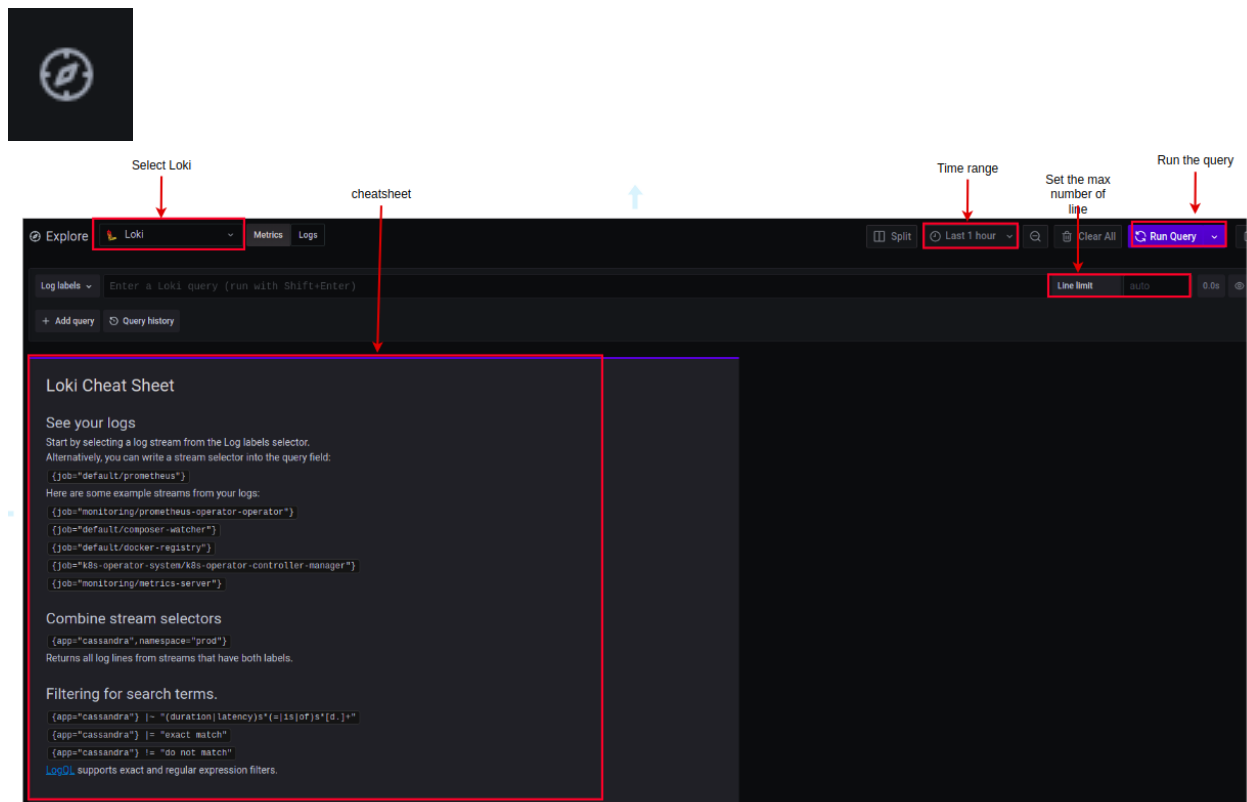 Select Loki
cheatsheet
Time range
Set the max
number of
line
Run the query
Explore Loki Metrics Logs Split Last 1 hour Clear All Run Query
Log labels Enter a Loki query (run with Shift+Enter) Line limit auto 0.0s
+ Add query Query history
Loki Cheat Sheet
See your logs
Start by selecting a log stream from the Log labels selector.
Alternatively, you can write a stream selector into the query field:
{job="default/prometheus"}
Here are some example streams from your logs:
{job="monitoring/prometheus-operator-operator"}
{job="default/composer-watcher"}
{job="default/docker-registry"}
{job="k8s-operator-system/k8s-operator-controller-manager"}
{job="monitoring/metrics-server"}
Combine stream selectors
{app="cassandra",namespace="prod"}
Returns all log lines from streams that have both labels.
Filtering for search terms.
{app="cassandra"} |~ "(duration|latency)s*(=|is|of)s*[d.]+"
{app="cassandra"} |= "exact match"
{app="cassandra"} != "do not match"
LogQL supports exact and regular expression filters.